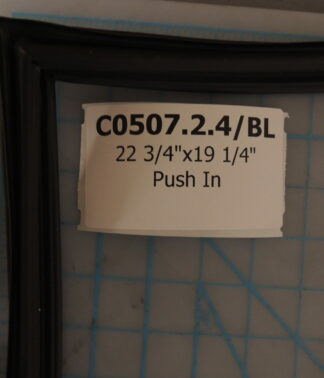 C0507.2.4/BL
22 3/4"x19 1/4"
Push In